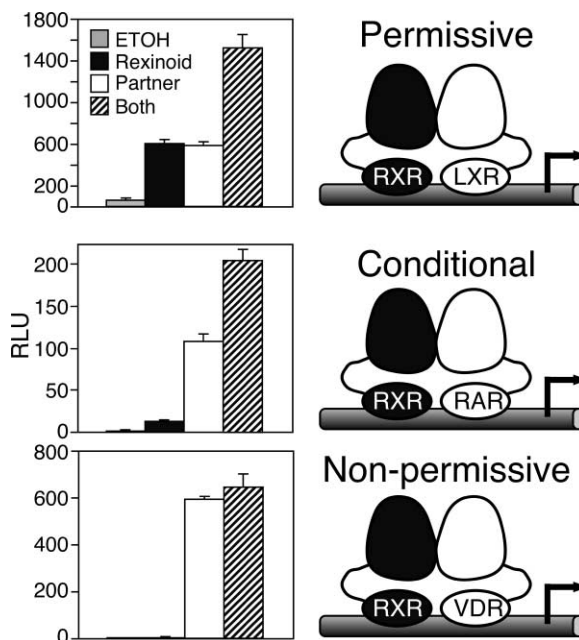 1800
1400
1000
600
200
0
ETOH
Rexinoid
Partner
Both
Permissive
RXR LXR
RLU
200
150
100
50
0
Conditional
RXR RAR
800
600
400
200
0
Non-permissive
RXR VDR